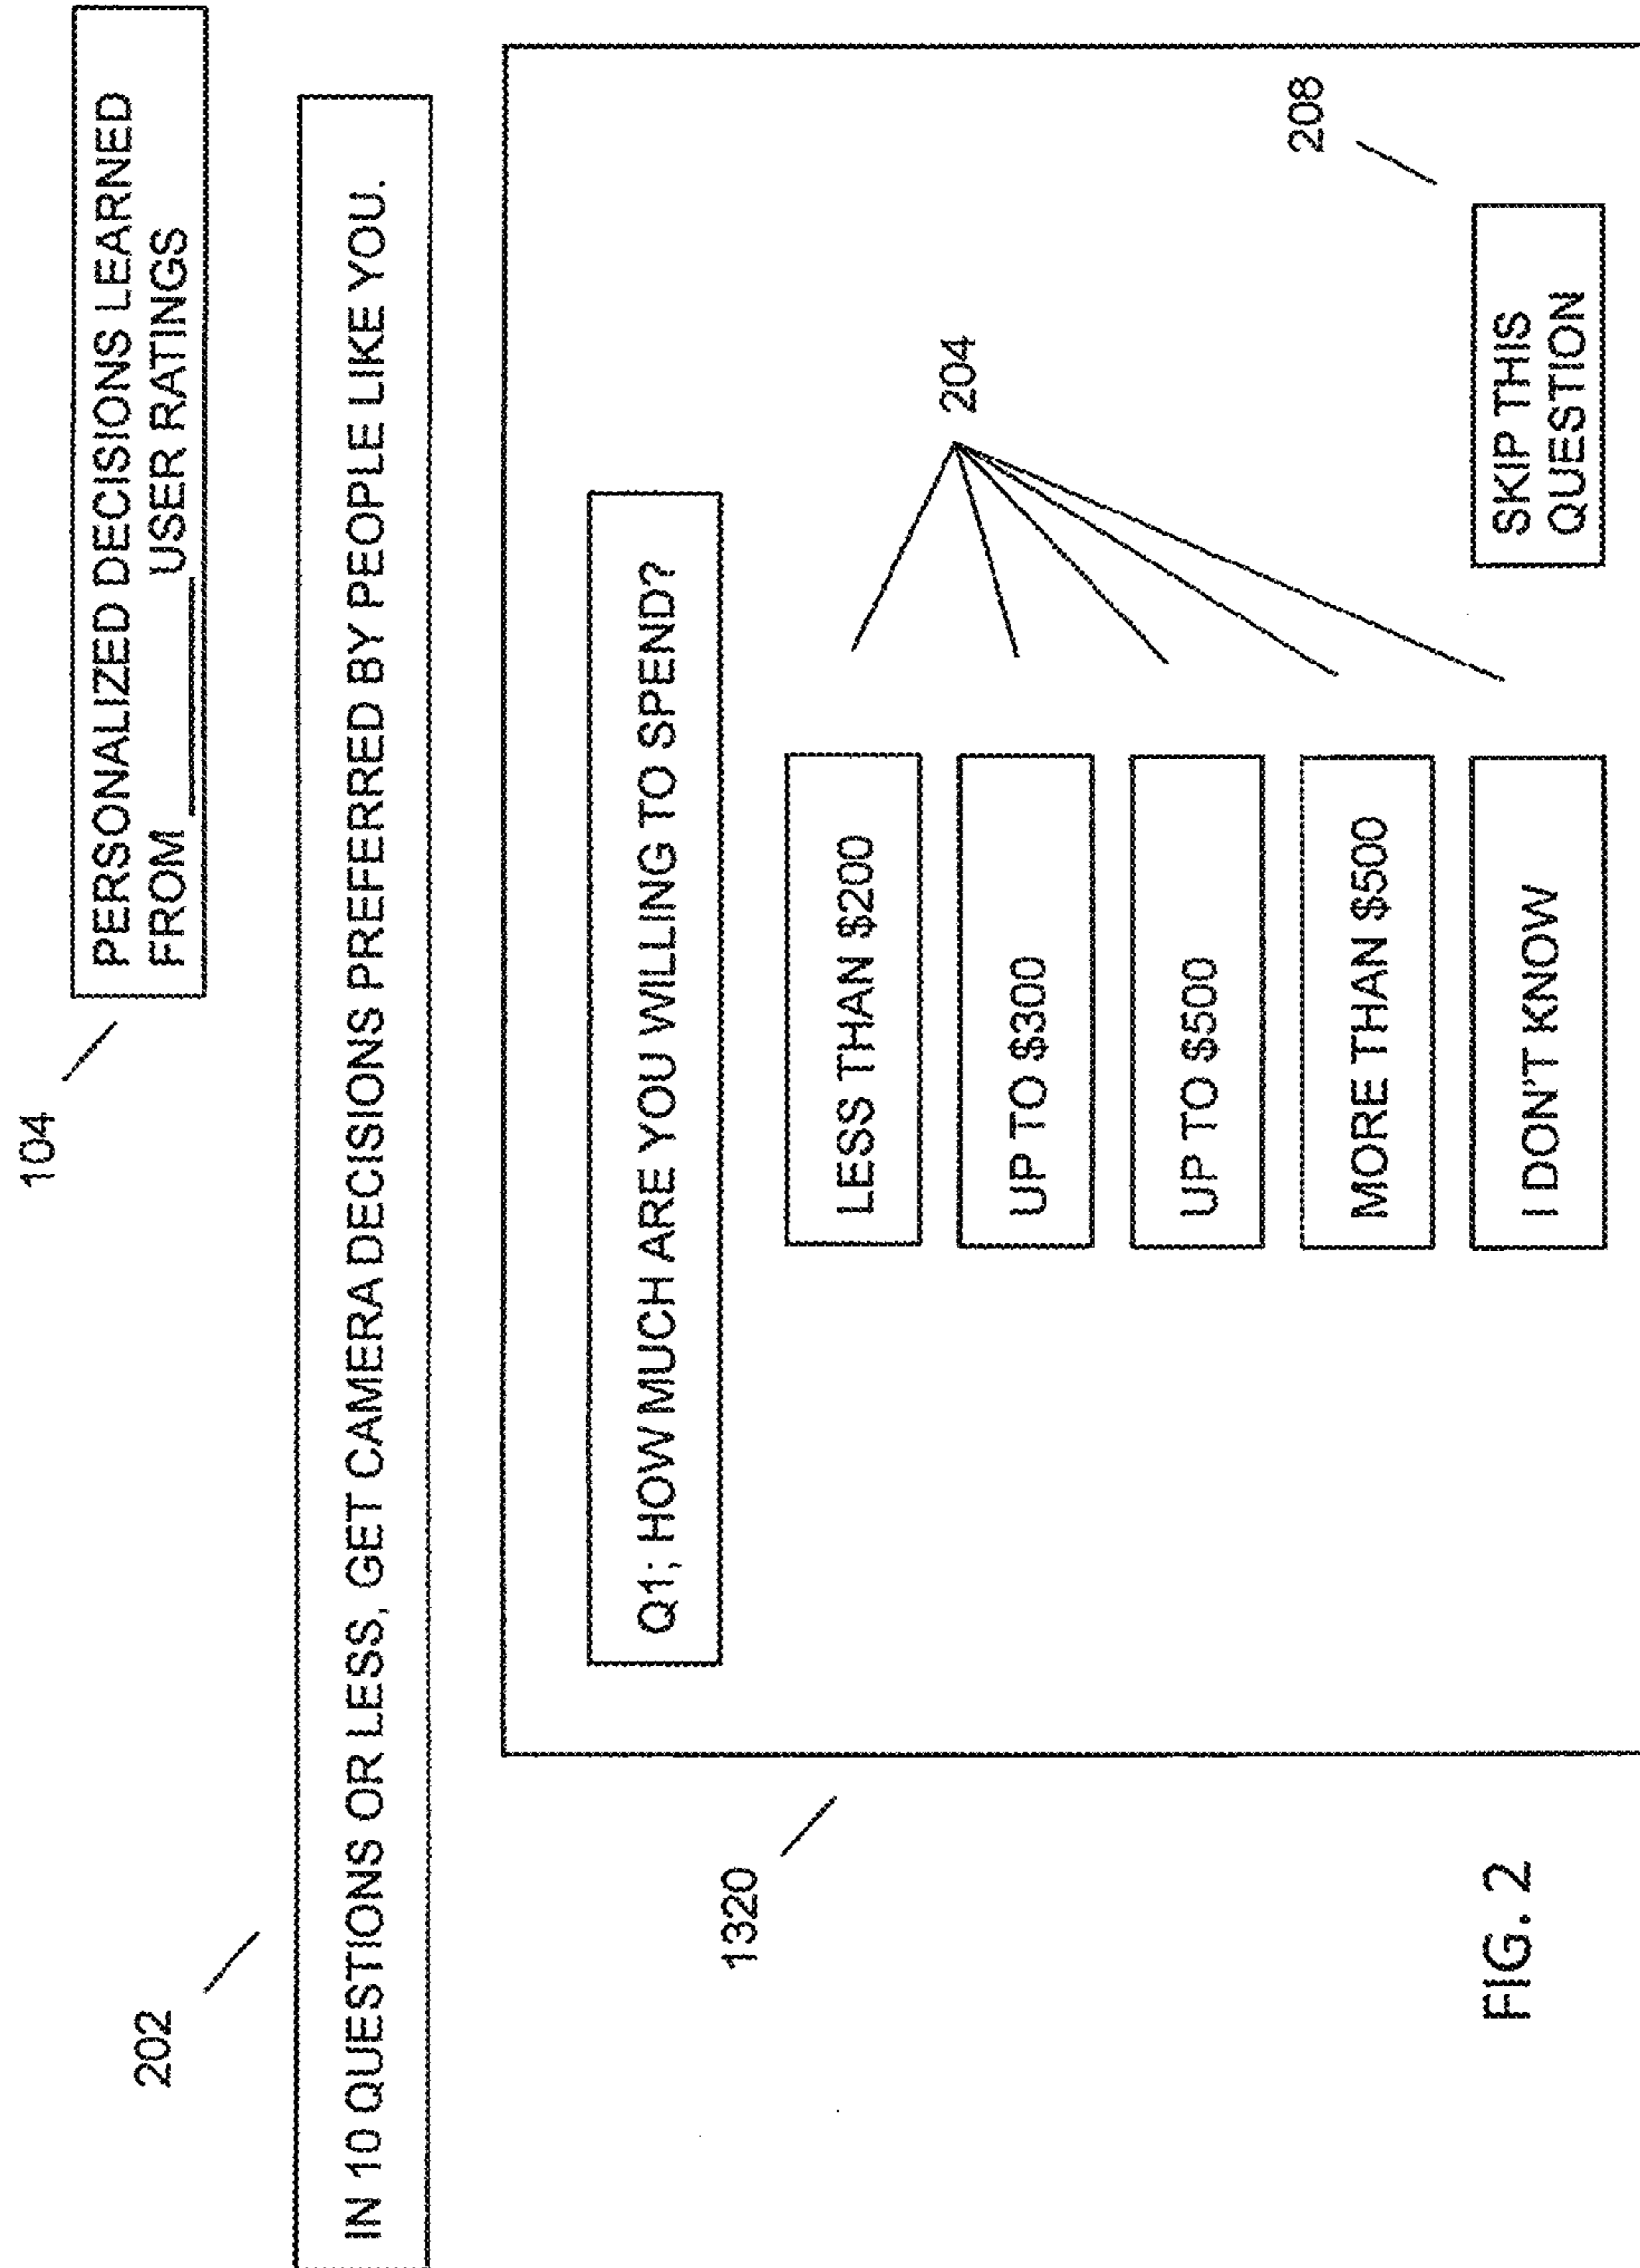 104
PERSONALIZED DECISIONS LEARNED
FROM ______ USER RATINGS
202
IN 10 QUESTIONS OR LESS, GET CAMERA DECISIONS PREFERRED BY PEOPLE LIKE YOU.
1320
Q1; HOW MUCH ARE YOU WILLING TO SPEND?
204
LESS THAN $200
UP TO $300
UP TO $500
MORE THAN $500
I DON'T KNOW
208
SKIP THIS
QUESTION
FIG. 2